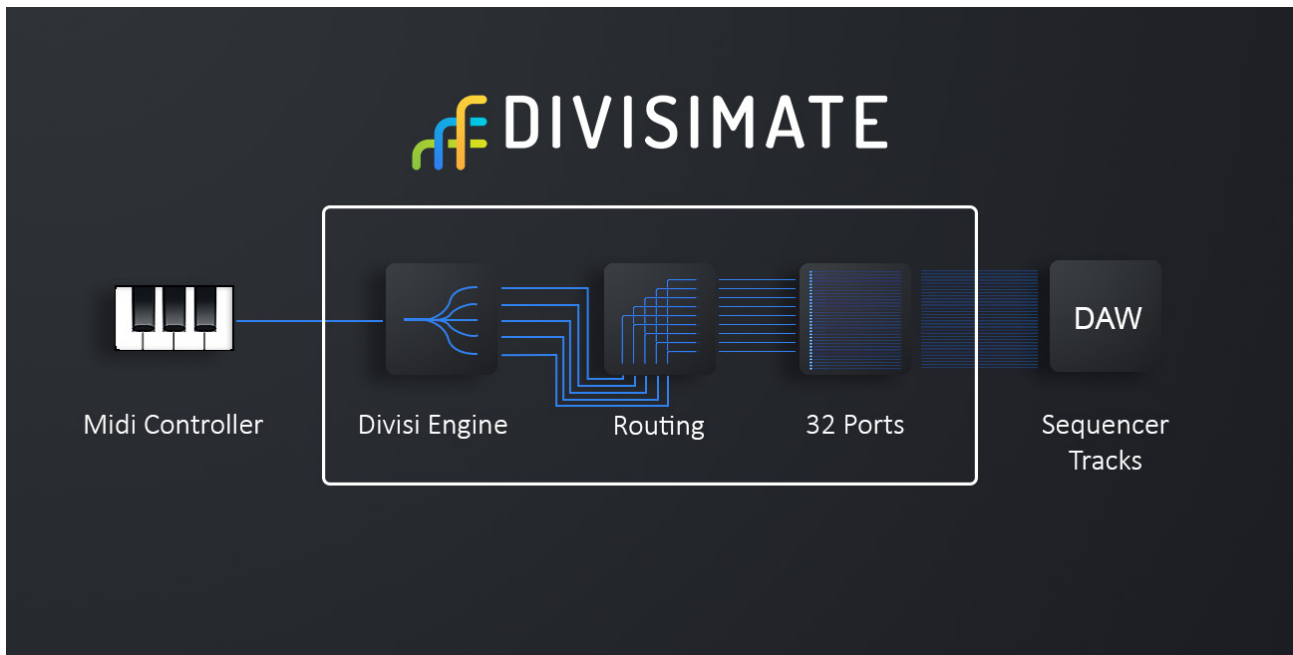 DIVISIMATE
DAW
Midi Controller
Divisi Engine
Routing
32 Ports
Sequencer
Tracks